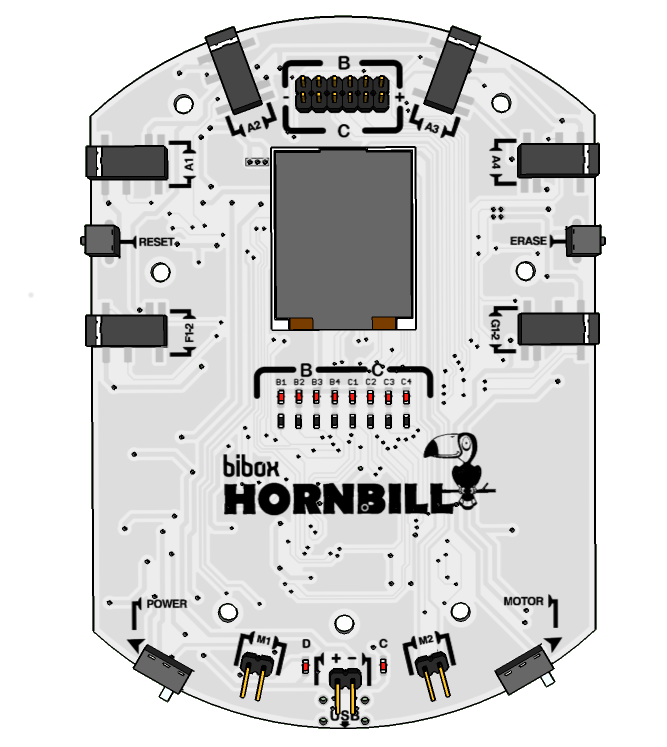 B
- +
C
A2
A3
A1
A4
RESET
ERASE
F1-2
G1-2
B C
B1 B2 B3 B4 C1 C2 C3 C4
bibox
HORNBILL
POWER
MOTOR
M1 D C M2
+ -
USB